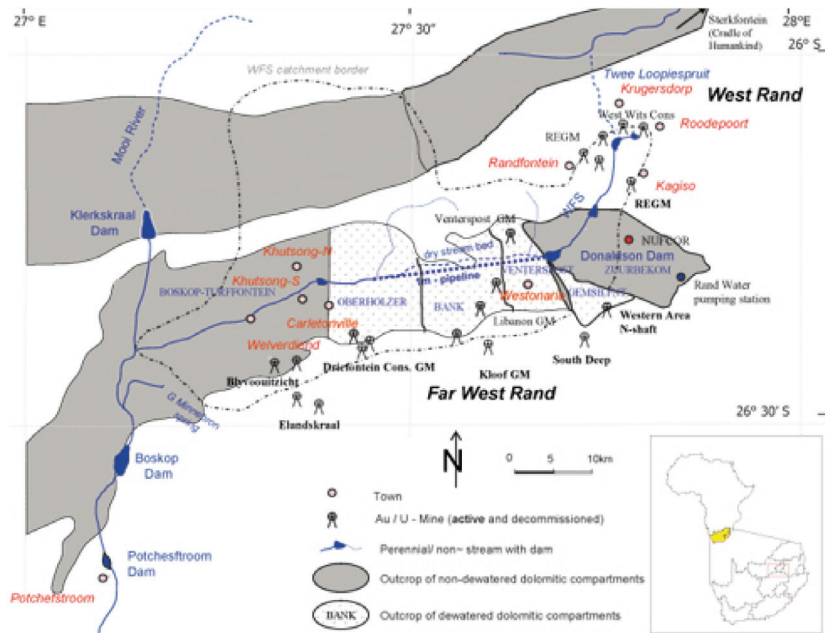 27° E
27° 30"
28° E
26° S
Sterkfontein
(Cradle of
Humankind)
WFS catchment border
Twee Loopiespruit
Krugersdorp
West Rand
West Wits Cons
Roodepoort
REGM
Mooi River
Randfontein
Kagiso
REGM
WFS
Klerkskraal
Dam
Venterspost GM
NUFCOR
Donaldson Dam
ZUURBEKOM
Khutsong-N
dry stream bed
1m - pipeline
VENTERSPOST
Khutsong-S
BOSKOP-TURFFONTEIN
OBERHOLZER
BANK
Westonaria
GEMSBFNT
Rand Water
pumping station
Carletonville
Libanon GM
Western Area
N-shaft
Welverdiend
Driefontein Cons. GM
South Deep
Kloof GM
Blyvoouitzicht
Far West Rand
G Minnebron
spring
Elandskraal
26° 30" S
Boskop
Dam
N
0 5 10km
Town
Au / U - Mine (active and decommissioned)
Perennial/ non~ stream with dam
Potchesftroom
Dam
Outcrop of non-dewatered dolomitic compartments
Potchefstroom
BANK
Outcrop of dewatered dolomitic compartments